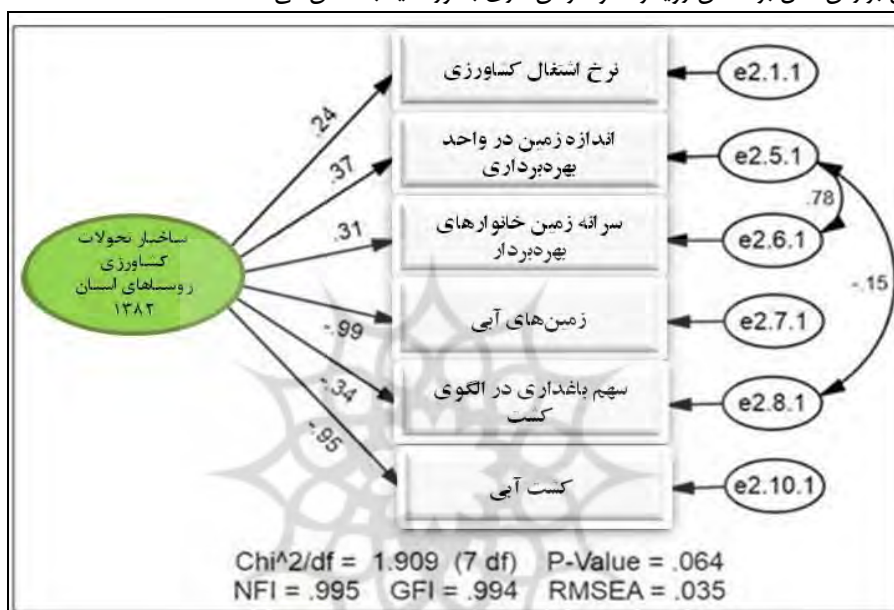 نرخ اشتغال کشاورزی
e2.1.1
.24
اندازه زمین در واحد
بهره‌برداری
e2.5.1
.37
.78
سرانه زمین خانوارهای
بهره‌بردار
e2.6.1
.31
ساختار تحولات
کشاورزی
روستاهای استان
۱۳۸۲
-.15
زمین‌های آبی
e2.7.1
-.99
سهم باغداری در الگوی
کشت
e2.8.1
-.34
کشت آبی
e2.10.1
-.95
Chi^2/df = 1.909 (7 df) P-Value = .064
NFI = .995 GFI = .994 RMSEA = .035